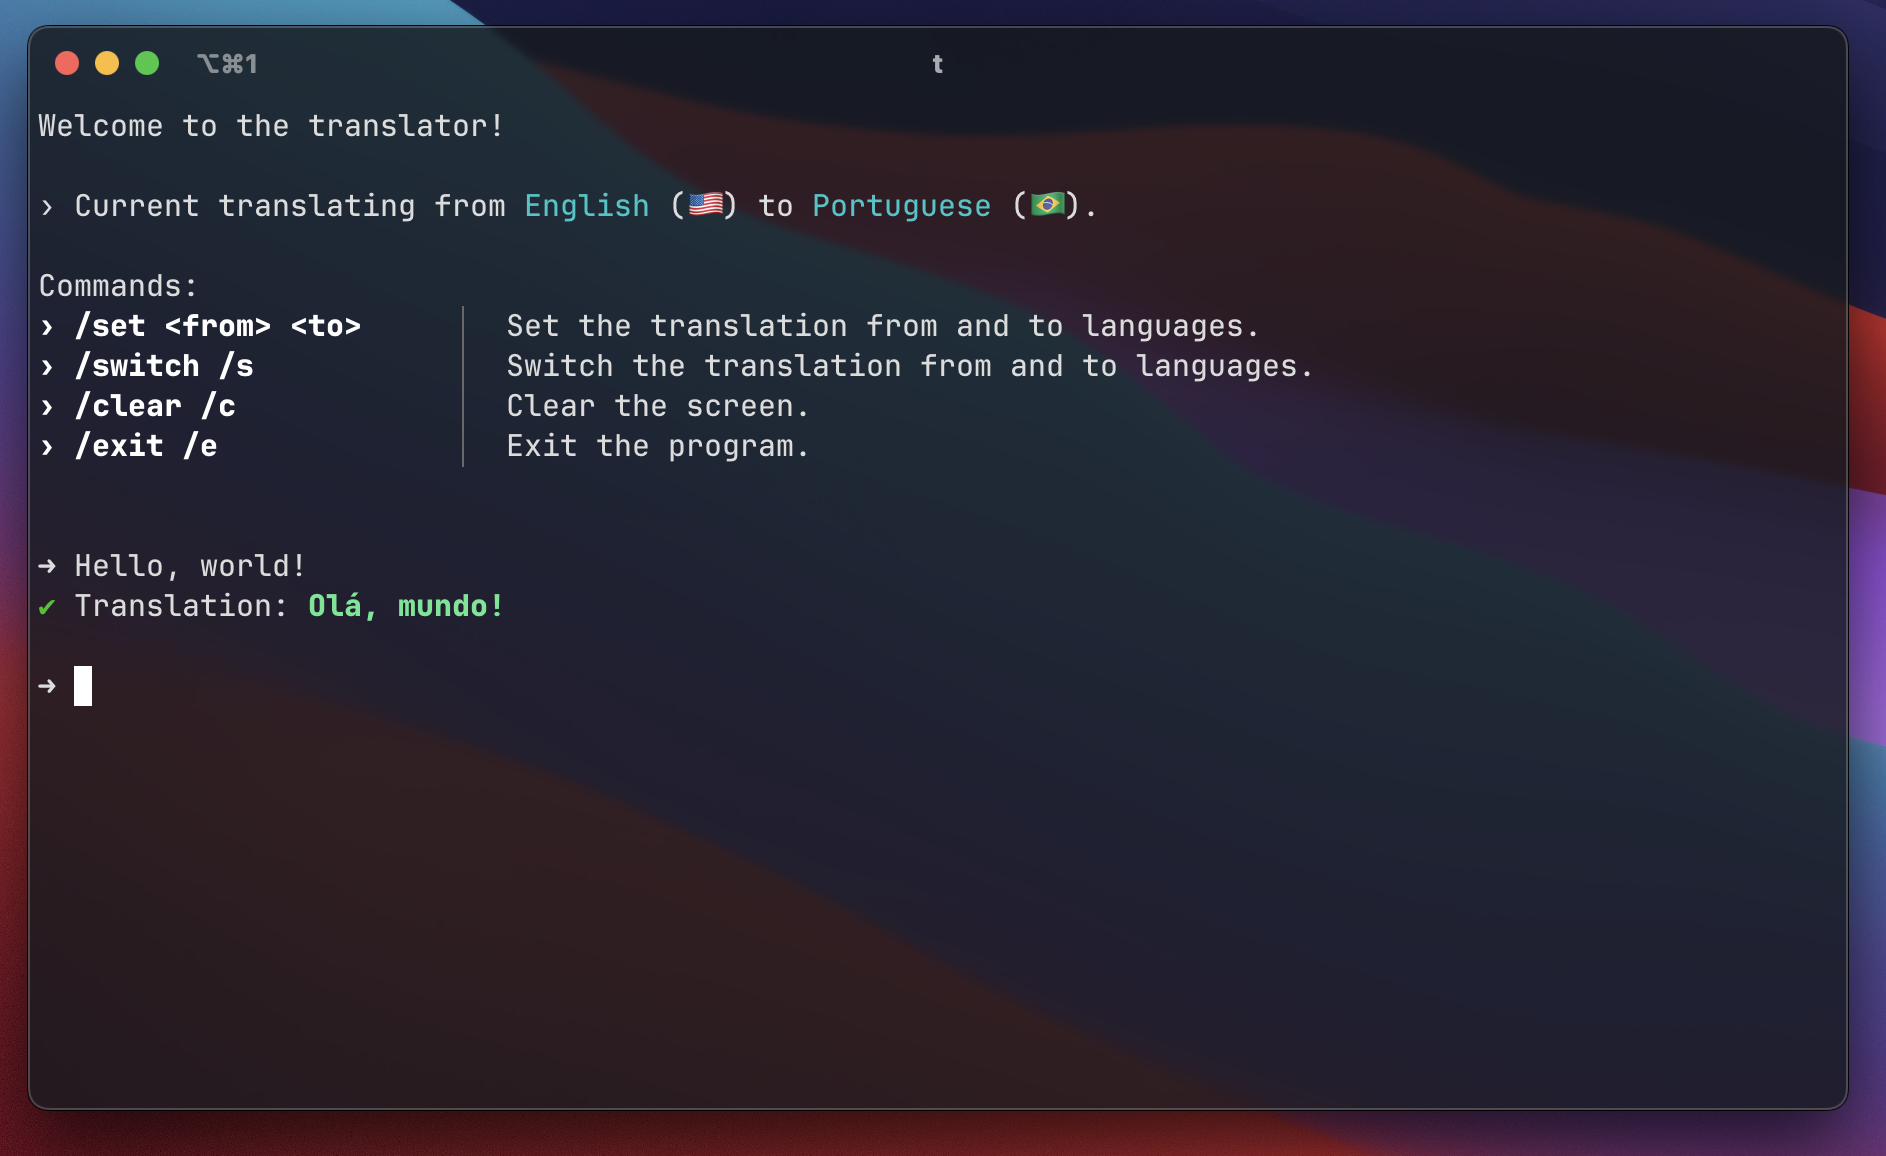 ⌥⌘1
t
Welcome to the translator!
› Current translating from English (🇺🇸) to Portuguese (🇧🇷).
Commands:
› /set <from> <to> │ Set the translation from and to languages.
› /switch /s │ Switch the translation from and to languages.
› /clear /c │ Clear the screen.
› /exit /e │ Exit the program.
→ Hello, world!
✔ Translation: Olá, mundo!
→